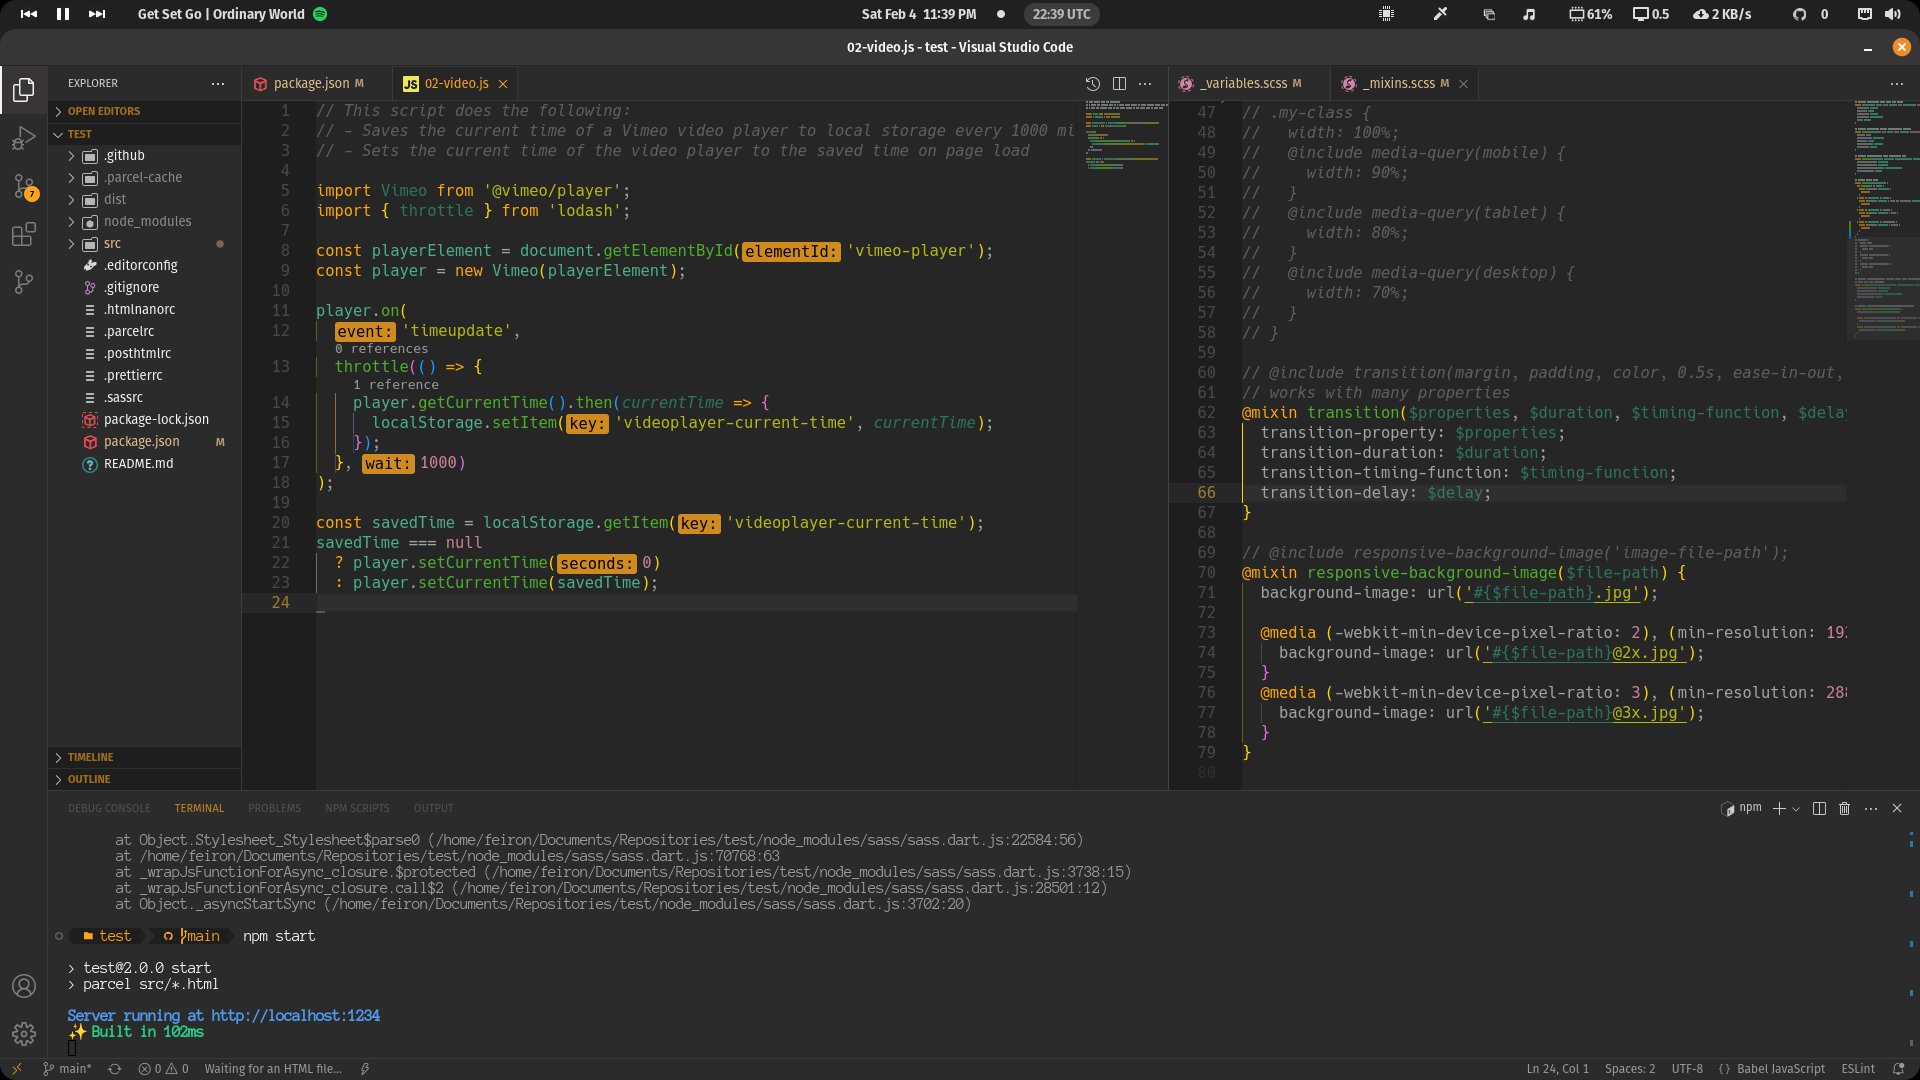 Get Set Go | Ordinary World
Sat Feb 4 11:39 PM
22:39 UTC
61%
0.5
2 KB/s
0
02-video.js - test - Visual Studio Code
EXPLORER
OPEN EDITORS
TEST
.github
.parcel-cache
dist
node_modules
src
.editorconfig
.gitignore
.htmlnanorc
.parcelrc
.posthtmlrc
.prettierrc
.sassrc
package-lock.json
package.json M
README.md
TIMELINE
OUTLINE
7
package.json M
JS 02-video.js
1 // This script does the following:
2 // - Saves the current time of a Vimeo video player to local storage every 1000 mi
3 // - Sets the current time of the video player to the saved time on page load
4
5 import Vimeo from '@vimeo/player';
6 import { throttle } from 'lodash';
7
8 const playerElement = document.getElementById(elementId: 'vimeo-player');
9 const player = new Vimeo(playerElement);
10
11 player.on(
12 event: 'timeupdate',
0 references
13 throttle(() => {
1 reference
14 player.getCurrentTime().then(currentTime => {
15 localStorage.setItem(key: 'videoplayer-current-time', currentTime);
16 });
17 }, wait: 1000)
18 );
19
20 const savedTime = localStorage.getItem(key: 'videoplayer-current-time');
21 savedTime === null
22 ? player.setCurrentTime(seconds: 0)
23 : player.setCurrentTime(savedTime);
24
_variables.scss M
_mixins.scss M
47 // .my-class {
48 // width: 100%;
49 // @include media-query(mobile) {
50 // width: 90%;
51 // }
52 // @include media-query(tablet) {
53 // width: 80%;
54 // }
55 // @include media-query(desktop) {
56 // width: 70%;
57 // }
58 // }
59
60 // @include transition(margin, padding, color, 0.5s, ease-in-out,
61 // works with many properties
62 @mixin transition($properties, $duration, $timing-function, $delay
63 transition-property: $properties;
64 transition-duration: $duration;
65 transition-timing-function: $timing-function;
66 transition-delay: $delay;
67 }
68
69 // @include responsive-background-image('image-file-path');
70 @mixin responsive-background-image($file-path) {
71 background-image: url('#{$file-path}.jpg');
72
73 @media (-webkit-min-device-pixel-ratio: 2), (min-resolution: 192
74 background-image: url('#{$file-path}@2x.jpg');
75 }
76 @media (-webkit-min-device-pixel-ratio: 3), (min-resolution: 288
77 background-image: url('#{$file-path}@3x.jpg');
78 }
79 }
80
DEBUG CONSOLE TERMINAL PROBLEMS NPM SCRIPTS OUTPUT
npm
at Object.Stylesheet_Stylesheet$parse0 (/home/feiron/Documents/Repositories/test/node_modules/sass/sass.dart.js:22584:56)
at /home/feiron/Documents/Repositories/test/node_modules/sass/sass.dart.js:70768:63
at _wrapJsFunctionForAsync_closure.$protected (/home/feiron/Documents/Repositories/test/node_modules/sass/sass.dart.js:3738:15)
at _wrapJsFunctionForAsync_closure.call$2 (/home/feiron/Documents/Repositories/test/node_modules/sass/sass.dart.js:28501:12)
at Object._asyncStartSync (/home/feiron/Documents/Repositories/test/node_modules/sass/sass.dart.js:3702:20)
test main npm start
> test@2.0.0 start
> parcel src/*.html
Server running at http://localhost:1234
✨ Built in 102ms
main* 0 0 Waiting for an HTML file...
Ln 24, Col 1 Spaces: 2 UTF-8 {} Babel JavaScript ESLint